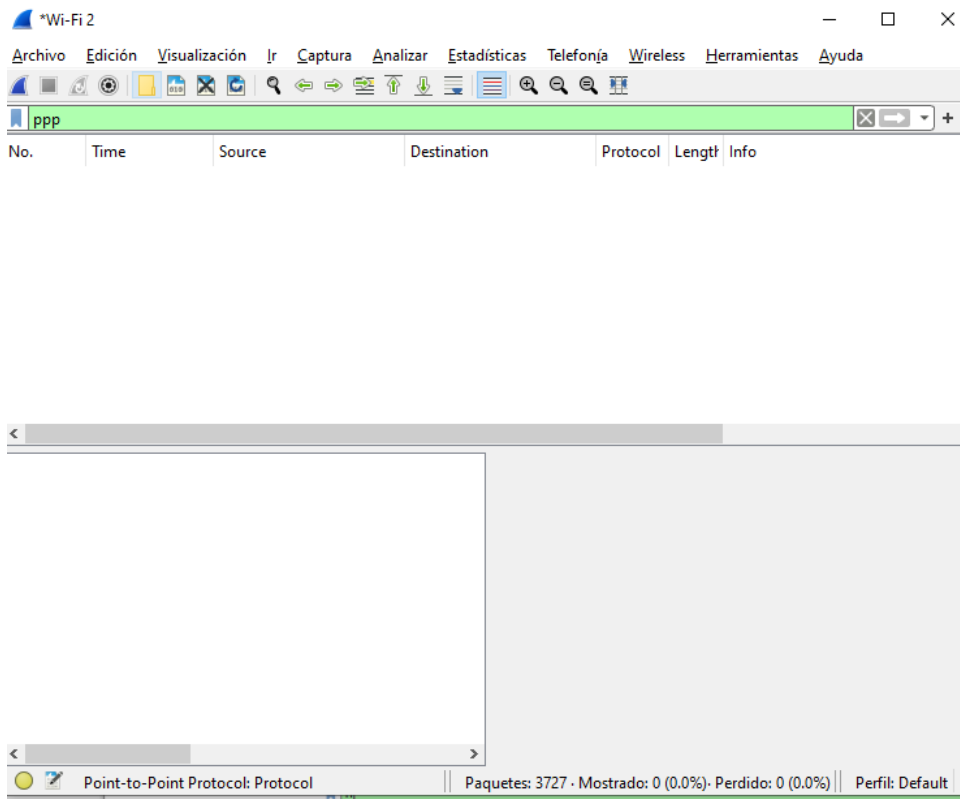 *Wi-Fi 2
Archivo Edición Visualización Ir Captura Analizar Estadísticas Telefonía Wireless Herramientas Ayuda
ppp
No. Time Source Destination Protocol Length Info
Point-to-Point Protocol: Protocol Paquetes: 3727 · Mostrado: 0 (0.0%)· Perdido: 0 (0.0%) Perfil: Default